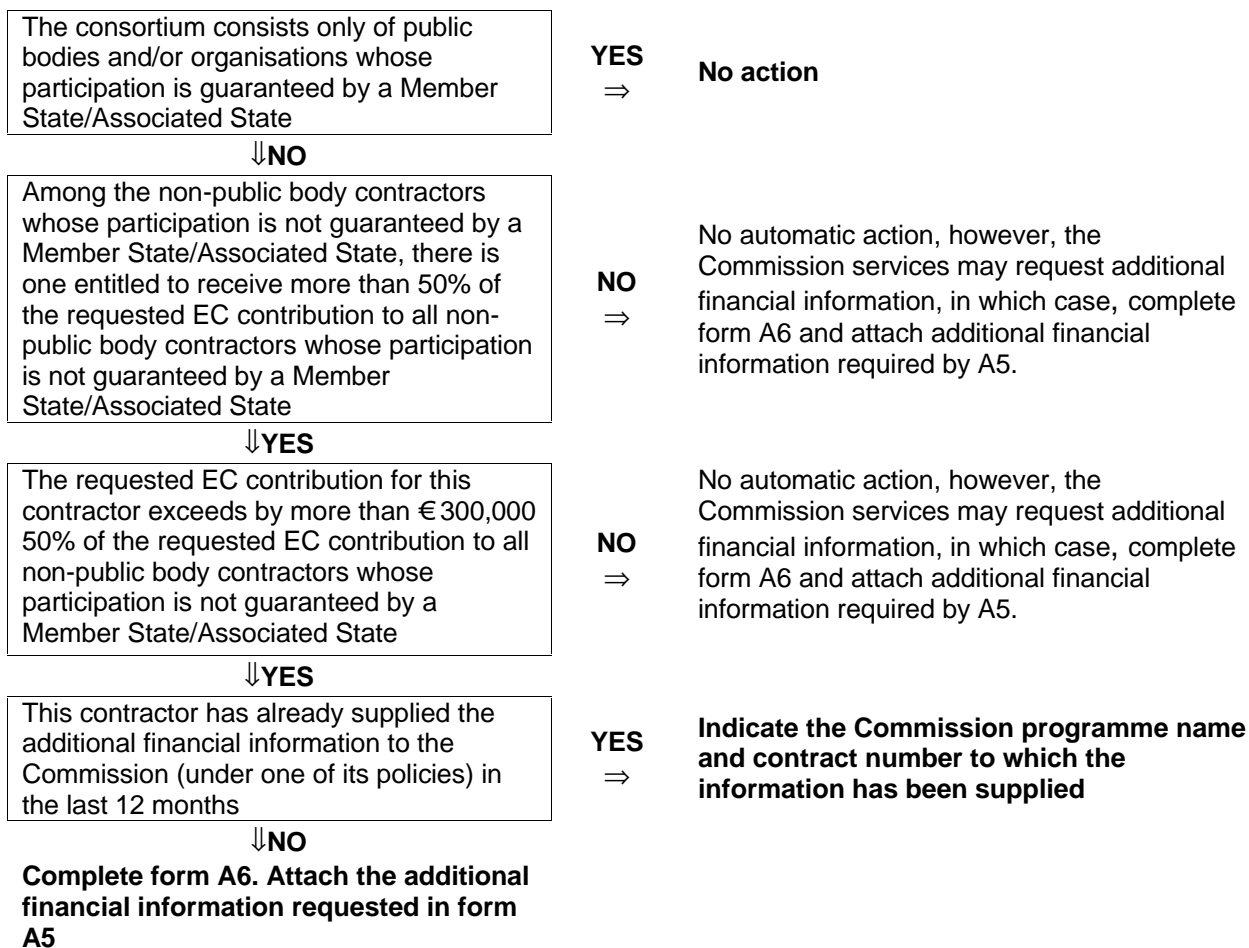 The consortium consists only of public
bodies and/or organisations whose
participation is guaranteed by a Member
State/Associated State
YES
⇒
No action
⇓NO
Among the non-public body contractors
whose participation is not guaranteed by a
Member State/Associated State, there is
one entitled to receive more than 50% of
the requested EC contribution to all non-
public body contractors whose participation
is not guaranteed by a Member
State/Associated State
NO
⇒
No automatic action, however, the
Commission services may request additional
financial information, in which case, complete
form A6 and attach additional financial
information required by A5.
⇓YES
The requested EC contribution for this
contractor exceeds by more than €300,000
50% of the requested EC contribution to all
non-public body contractors whose
participation is not guaranteed by a
Member State/Associated State
NO
⇒
No automatic action, however, the
Commission services may request additional
financial information, in which case, complete
form A6 and attach additional financial
information required by A5.
⇓YES
This contractor has already supplied the
additional financial information to the
Commission (under one of its policies) in
the last 12 months
YES
⇒
Indicate the Commission programme name
and contract number to which the
information has been supplied
⇓NO
Complete form A6. Attach the additional
financial information requested in form
A5